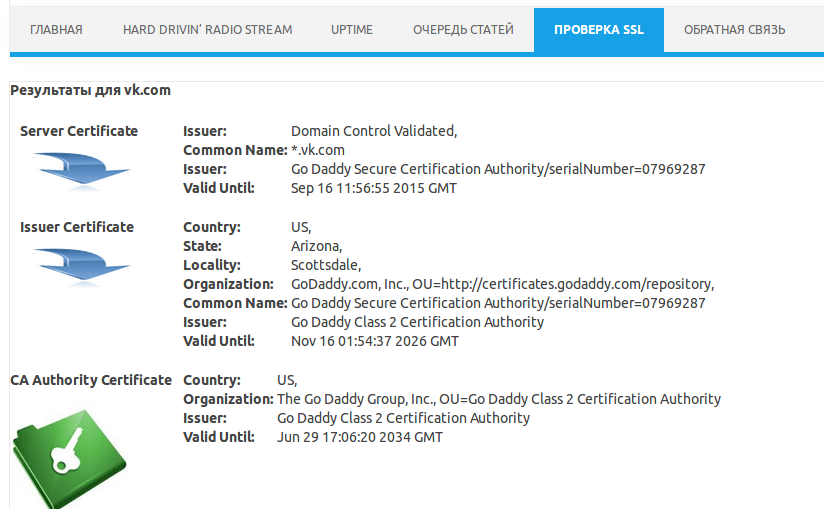 ГЛАВНАЯ HARD DRIVIN’ RADIO STREAM UPTIME ОЧЕРЕДЬ СТАТЕЙ ПРОВЕРКА SSL ОБРАТНАЯ СВЯЗЬ
Результаты для vk.com
Server Certificate Issuer: Domain Control Validated,
Common Name: *.vk.com
Issuer: Go Daddy Secure Certification Authority/serialNumber=07969287
Valid Until: Sep 16 11:56:55 2015 GMT
Issuer Certificate Country: US,
State: Arizona,
Locality: Scottsdale,
Organization: GoDaddy.com, Inc., OU=http://certificates.godaddy.com/repository,
Common Name: Go Daddy Secure Certification Authority/serialNumber=07969287
Issuer: Go Daddy Class 2 Certification Authority
Valid Until: Nov 16 01:54:37 2026 GMT
CA Authority Certificate Country: US,
Organization: The Go Daddy Group, Inc., OU=Go Daddy Class 2 Certification Authority
Issuer: Go Daddy Class 2 Certification Authority
Valid Until: Jun 29 17:06:20 2034 GMT